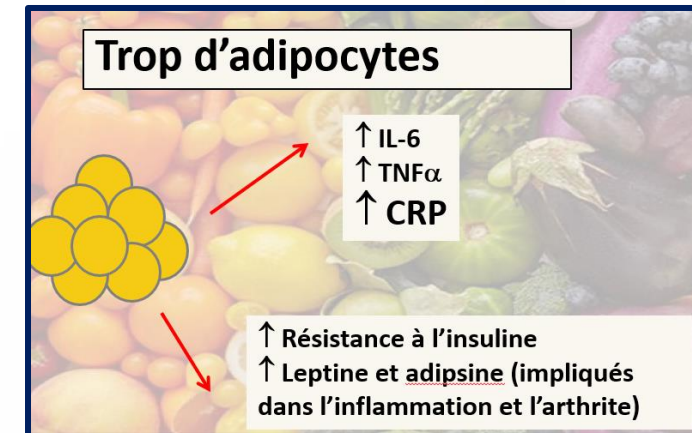 Trop d’adipocytes
↑ IL-6
↑ TNFα
↑ CRP
↑ Résistance à l’insuline
↑ Leptine et adipsine (impliqués
dans l’inflammation et l’arthrite)